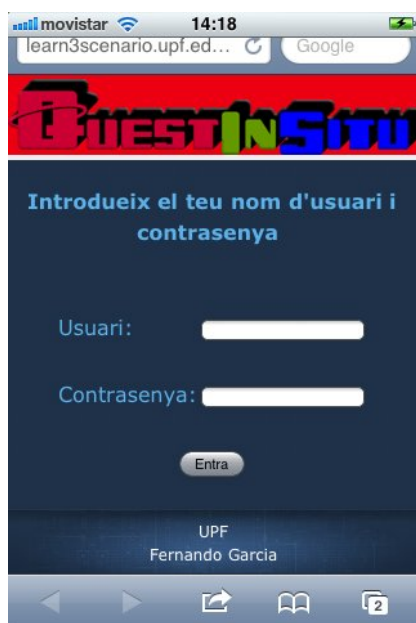 movistar 14:18
learn3scenario.upf.ed... Google
QuestInSitu
Introdueix el teu nom d'usuari i
contrasenya
Usuari:
Contrasenya:
Entra
UPF
Fernando Garcia
2